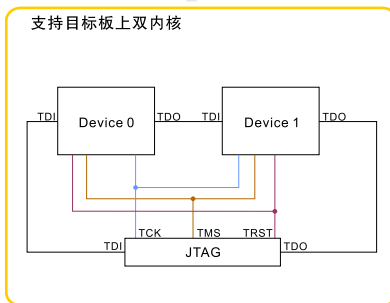 支持目标板上双内核
TDI TDO TDI TDO
Device 0 Device 1
TCK TMS TRST
TDI TDO
JTAG